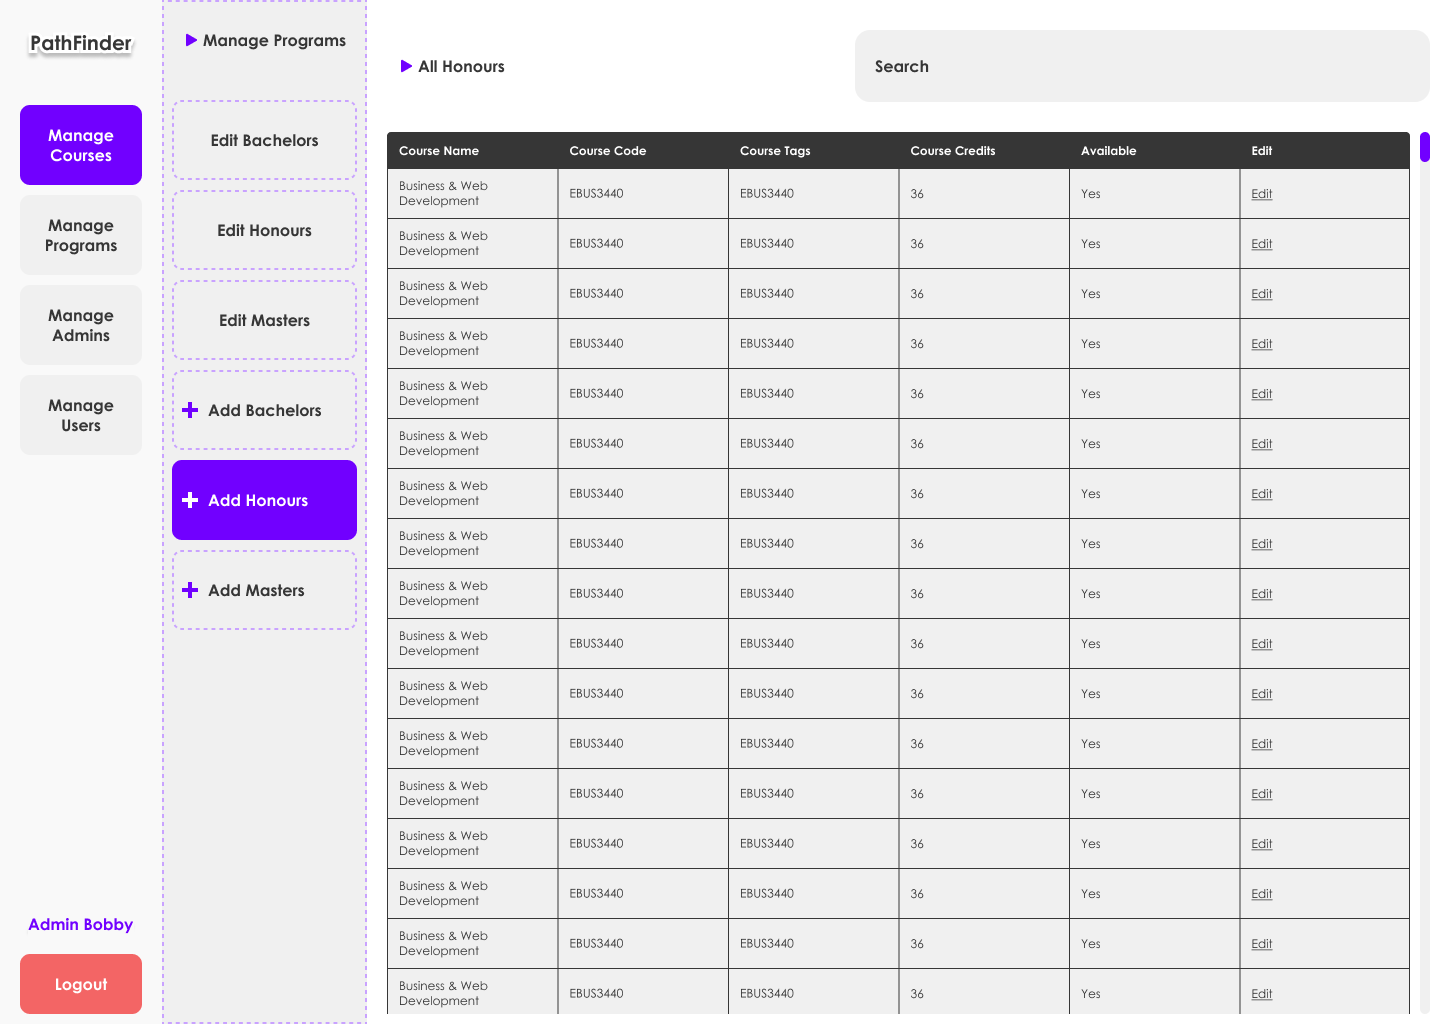 PathFinder
Manage
Courses
Manage
Programs
Manage
Admins
Manage
Users
Admin Bobby
Logout
Manage Programs
Edit Bachelors
Edit Honours
Edit Masters
Add Bachelors
Add Honours
Add Masters
All Honours
Search
Course Name Course Code Course Tags Course Credits Available Edit
Business & Web
Development EBUS3440 EBUS3440 36 Yes Edit
Business & Web
Development EBUS3440 EBUS3440 36 Yes Edit
Business & Web
Development EBUS3440 EBUS3440 36 Yes Edit
Business & Web
Development EBUS3440 EBUS3440 36 Yes Edit
Business & Web
Development EBUS3440 EBUS3440 36 Yes Edit
Business & Web
Development EBUS3440 EBUS3440 36 Yes Edit
Business & Web
Development EBUS3440 EBUS3440 36 Yes Edit
Business & Web
Development EBUS3440 EBUS3440 36 Yes Edit
Business & Web
Development EBUS3440 EBUS3440 36 Yes Edit
Business & Web
Development EBUS3440 EBUS3440 36 Yes Edit
Business & Web
Development EBUS3440 EBUS3440 36 Yes Edit
Business & Web
Development EBUS3440 EBUS3440 36 Yes Edit
Business & Web
Development EBUS3440 EBUS3440 36 Yes Edit
Business & Web
Development EBUS3440 EBUS3440 36 Yes Edit
Business & Web
Development EBUS3440 EBUS3440 36 Yes Edit
Business & Web
Development EBUS3440 EBUS3440 36 Yes Edit
Business & Web
Development EBUS3440 EBUS3440 36 Yes Edit